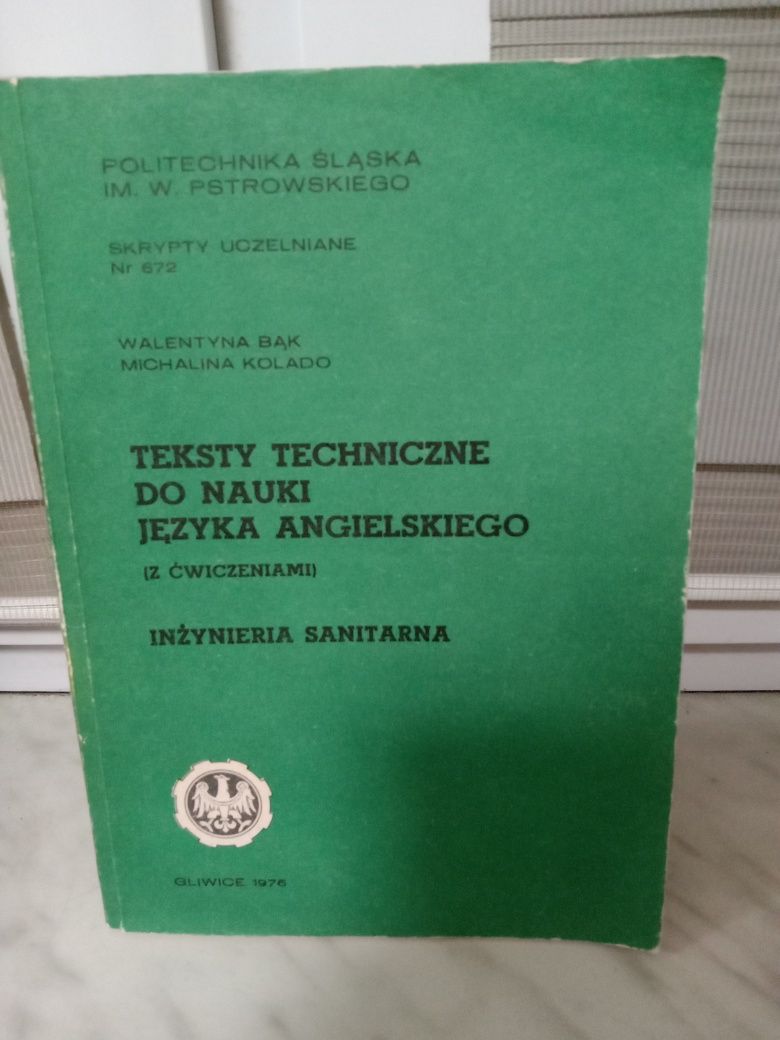 POLITECHNIKA ŚLĄSKA
IM. W. PSTROWSKIEGO
SKRYPTY UCZELNIANE
Nr 672
WALENTYNA BĄK
MICHALINA KOLADO
TEKSTY TECHNICZNE
DO NAUKI
JĘZYKA ANGIELSKIEGO
(Z ĆWICZENIAMI)
INŻYNIERIA SANITARNA
GLIWICE 1976